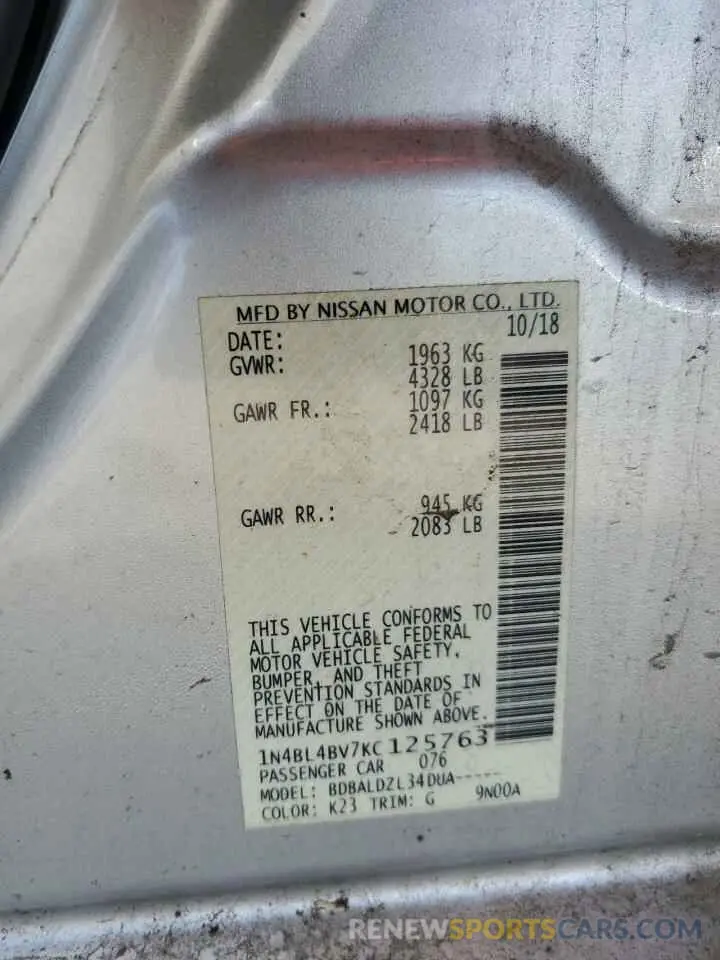 MFD BY NISSAN MOTOR CO., LTD.
DATE: 10/18
GVWR: 1963 KG
4328 LB
GAWR FR.: 1097 KG
2418 LB
GAWR RR.: 945 KG
2083 LB
THIS VEHICLE CONFORMS TO
ALL APPLICABLE FEDERAL
MOTOR VEHICLE SAFETY,
BUMPER, AND THEFT
PREVENTION STANDARDS IN
EFFECT ON THE DATE OF
MANUFACTURE SHOWN ABOVE.
1N4BL4BV7KC125763
PASSENGER CAR 076
MODEL: BDBALDZL34DUA-----
COLOR: K23 TRIM: G 9N00A
RENEWSPORTSCARS.COM